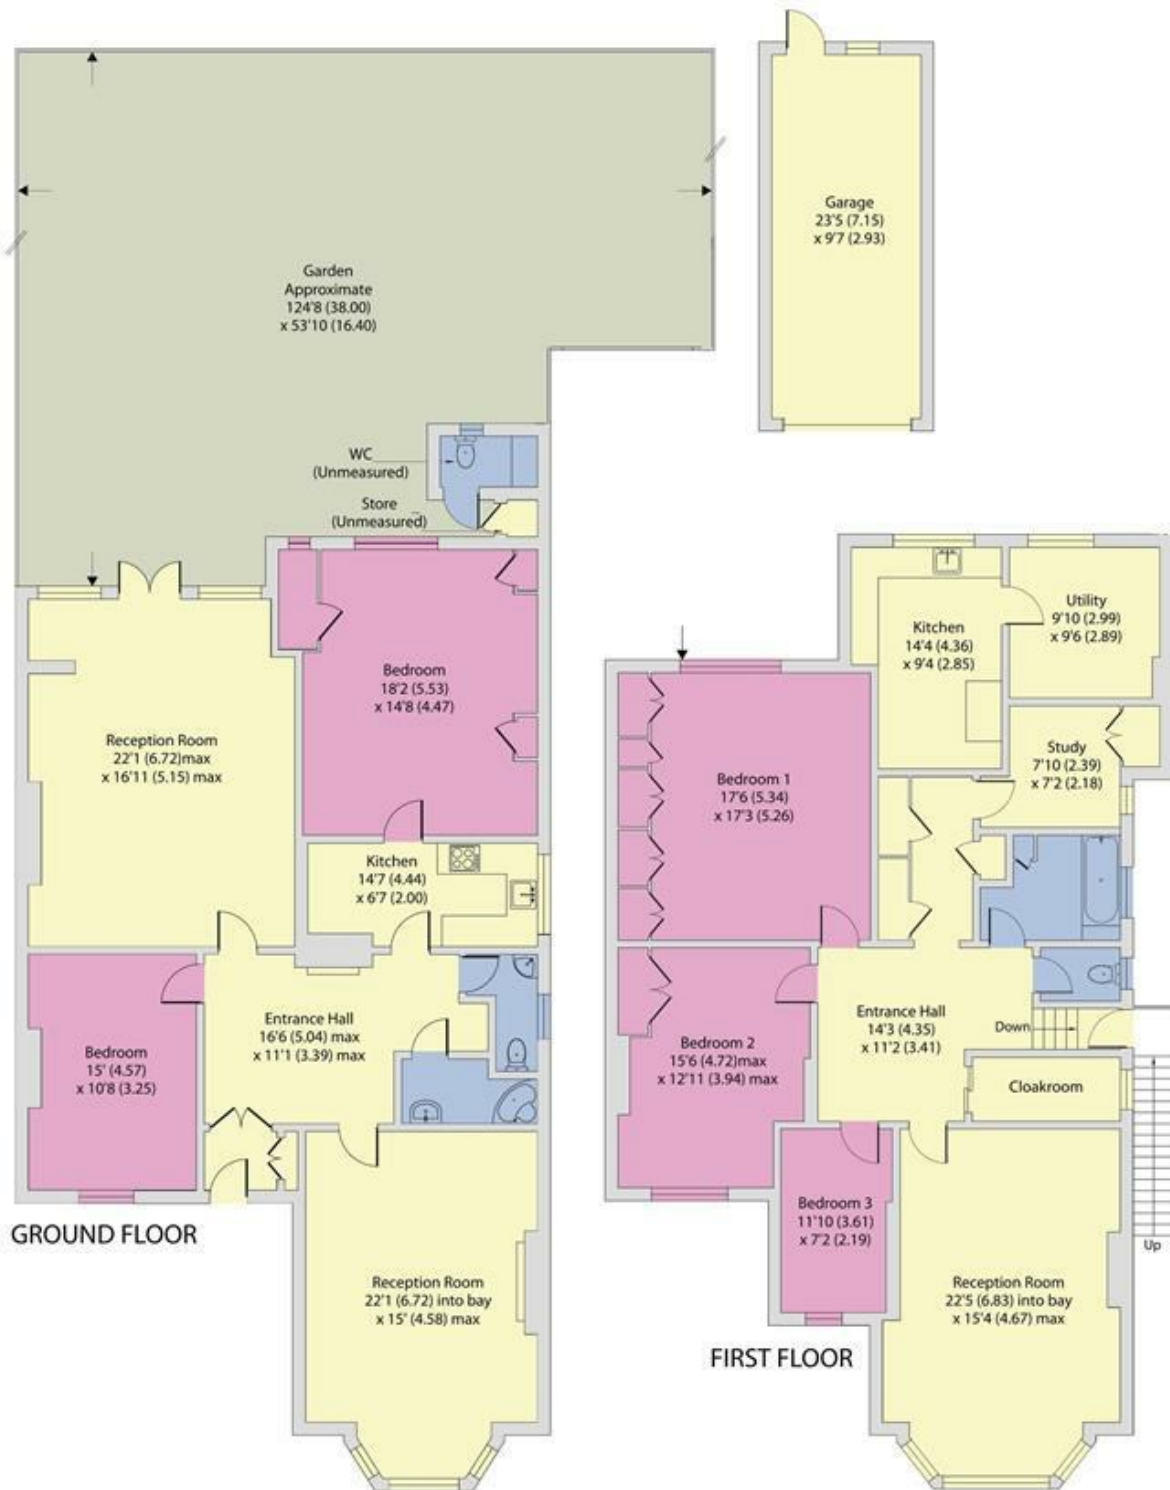 Garage
23'5 (7.15)
x 9'7 (2.93)
Garden
Approximate
124'8 (38.00)
x 53'10 (16.40)
WC
(Unmeasured)
Store
(Unmeasured)
Bedroom
18'2 (5.53)
x 14'8 (4.47)
Reception Room
22'1 (6.72)max
x 16'11 (5.15) max
Kitchen
14'7 (4.44)
x 6'7 (2.00)
Entrance Hall
16'6 (5.04) max
x 11'1 (3.39) max
Bedroom
15' (4.57)
x 10'8 (3.25)
GROUND FLOOR
Reception Room
22'1 (6.72) into bay
x 15' (4.58) max
Kitchen
14'4 (4.36)
x 9'4 (2.85)
Utility
9'10 (2.99)
x 9'6 (2.89)
Study
7'10 (2.39)
x 7'2 (2.18)
Bedroom 1
17'6 (5.34)
x 17'3 (5.26)
Entrance Hall
14'3 (4.35)
x 11'2 (3.41)
Down
Bedroom 2
15'6 (4.72)max
x 12'11 (3.94) max
Cloakroom
Bedroom 3
11'10 (3.61)
x 7'2 (2.19)
Up
Reception Room
22'5 (6.83) into bay
x 15'4 (4.67) max
FIRST FLOOR